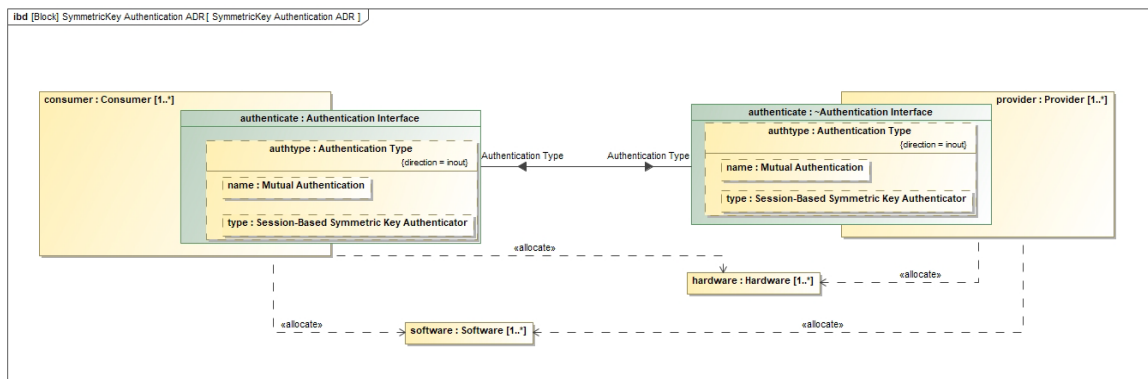 ibd [Block] SymmetricKey Authentication ADR[ SymmetricKey Authentication ADR ]
consumer : Consumer [1..*]
provider : Provider [1..*]
authenticate : Authentication Interface
authenticate : ~Authentication Interface
authtype : Authentication Type
{direction = inout}
authtype : Authentication Type
{direction = inout}
Authentication Type
Authentication Type
name : Mutual Authentication
name : Mutual Authentication
type : Session-Based Symmetric Key Authenticator
type : Session-Based Symmetric Key Authenticator
«allocate»
«allocate»
hardware : Hardware [1..*]
«allocate»
«allocate»
software : Software [1..*]